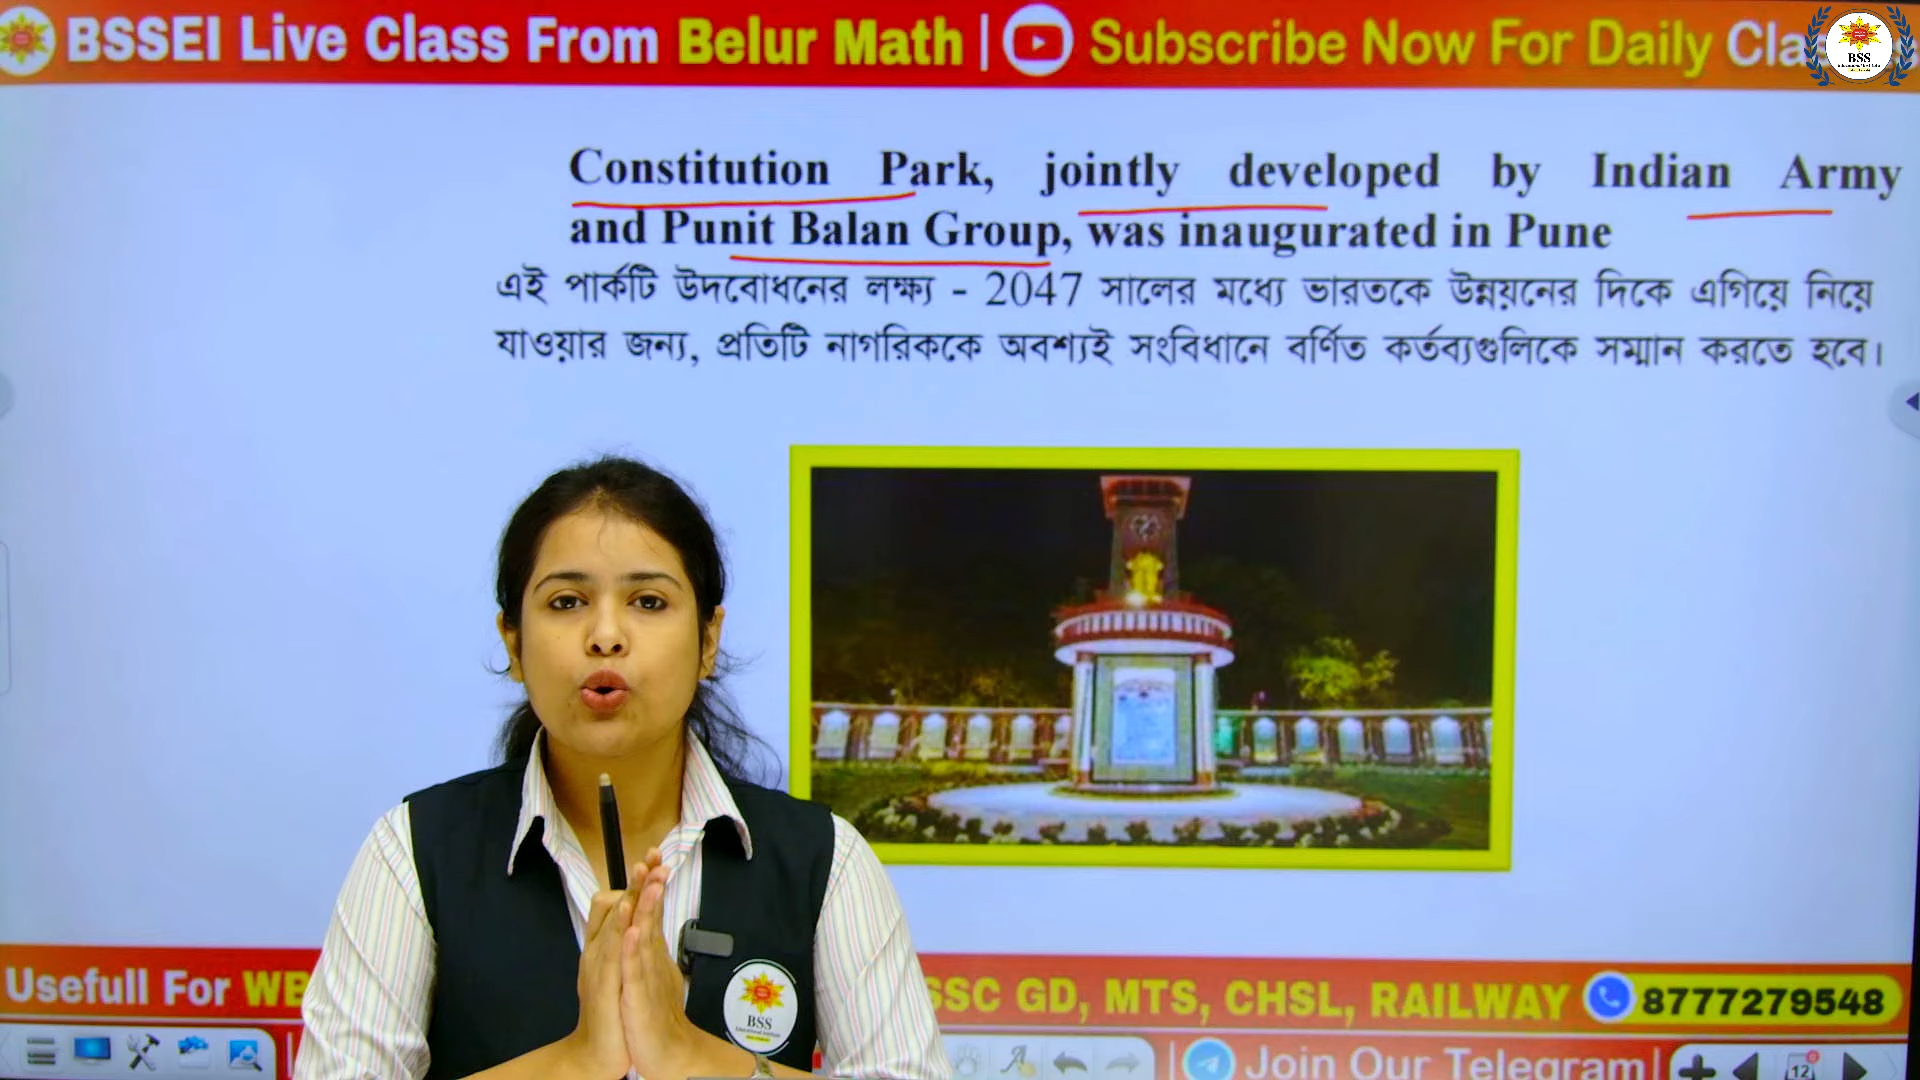 BSSEI Live Class From Belur Math | Subscribe Now For Daily Cla
BSS
Constitution Park, jointly developed by Indian Army
and Punit Balan Group, was inaugurated in Pune
এই পার্কটি উদবোধনের লক্ষ্য - 2047 সালের মধ্যে ভারতকে উন্নয়নের দিকে এগিয়ে নিয়ে
যাওয়ার জন্য, প্রতিটি নাগরিককে অবশ্যই সংবিধানে বর্ণিত কর্তব্যগুলিকে সম্মান করতে হবে।
BSS
Usefull For WB SSC GD, MTS, CHSL, RAILWAY 8777279548
Join Our Telegram
12